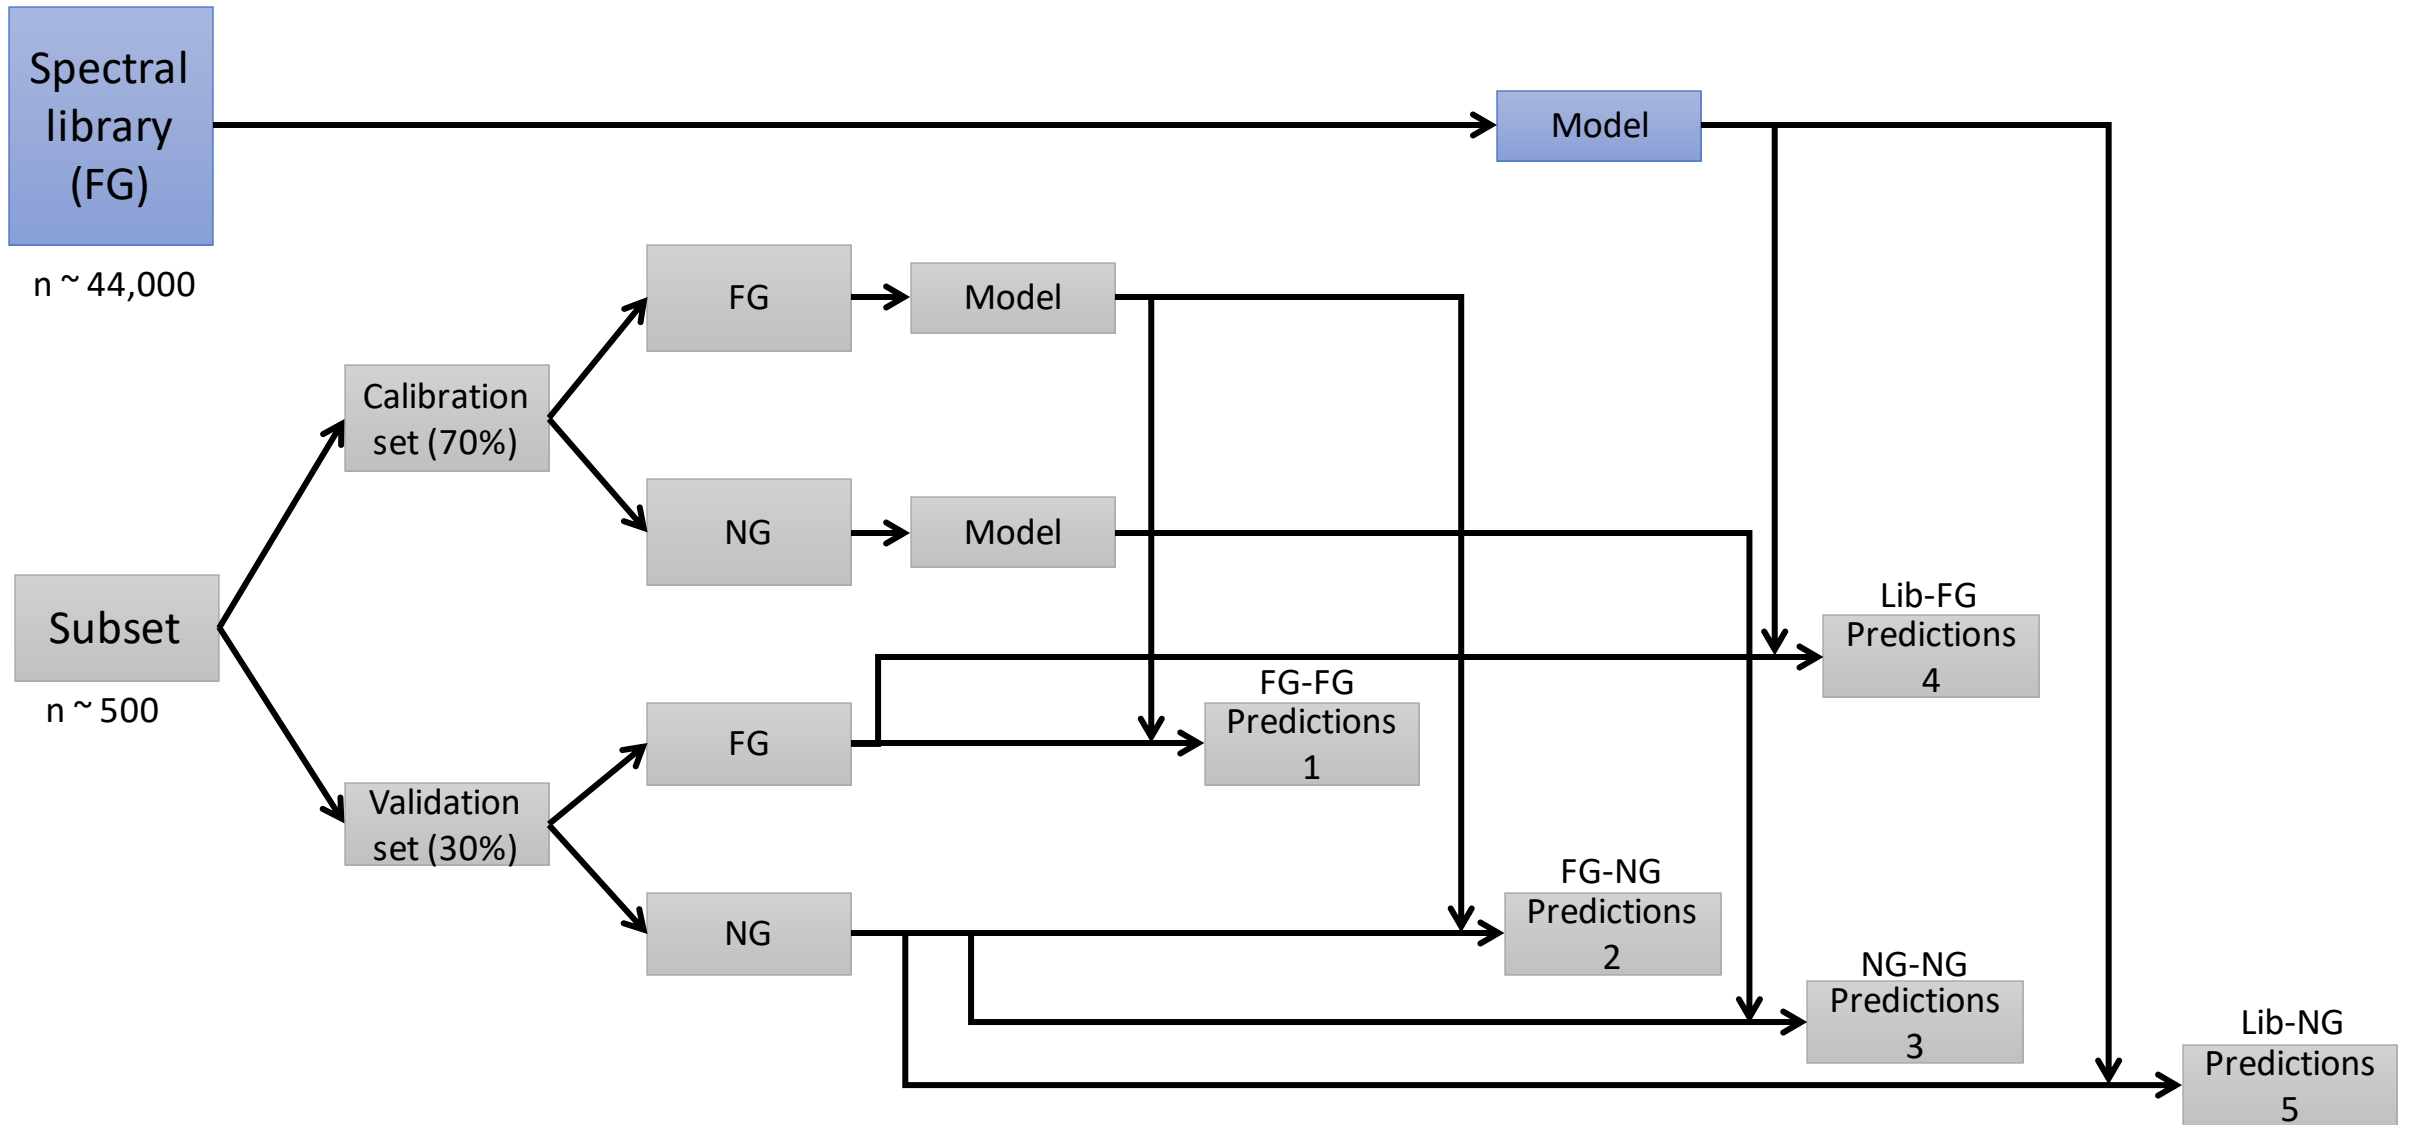 Spectral
library
(FG)
n ~ 44,000
Model
FG
Model
Calibration
set (70%)
NG
Model
Subset
n ~ 500
Lib-FG
Predictions
4
FG-FG
Predictions
1
FG
Validation
set (30%)
FG-NG
Predictions
2
NG
NG-NG
Predictions
3
Lib-NG
Predictions
5